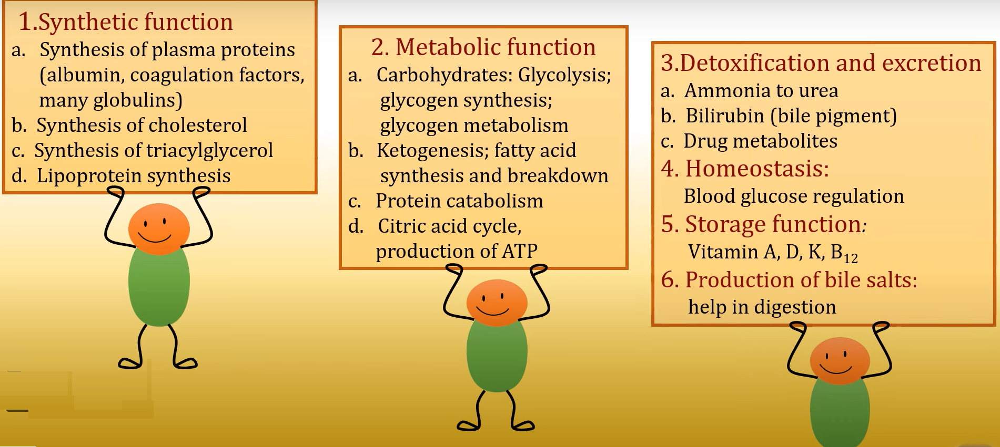 1.Synthetic function
a. Synthesis of plasma proteins
(albumin, coagulation factors,
many globulins)
b. Synthesis of cholesterol
c. Synthesis of triacylglycerol
d. Lipoprotein synthesis
2. Metabolic function
a. Carbohydrates: Glycolysis;
glycogen synthesis;
glycogen metabolism
b. Ketogenesis; fatty acid
synthesis and breakdown
c. Protein catabolism
d. Citric acid cycle,
production of ATP
3.Detoxification and excretion
a. Ammonia to urea
b. Bilirubin (bile pigment)
c. Drug metabolites
4. Homeostasis:
Blood glucose regulation
5. Storage function:
Vitamin A, D, K, B₁₂
6. Production of bile salts:
help in digestion